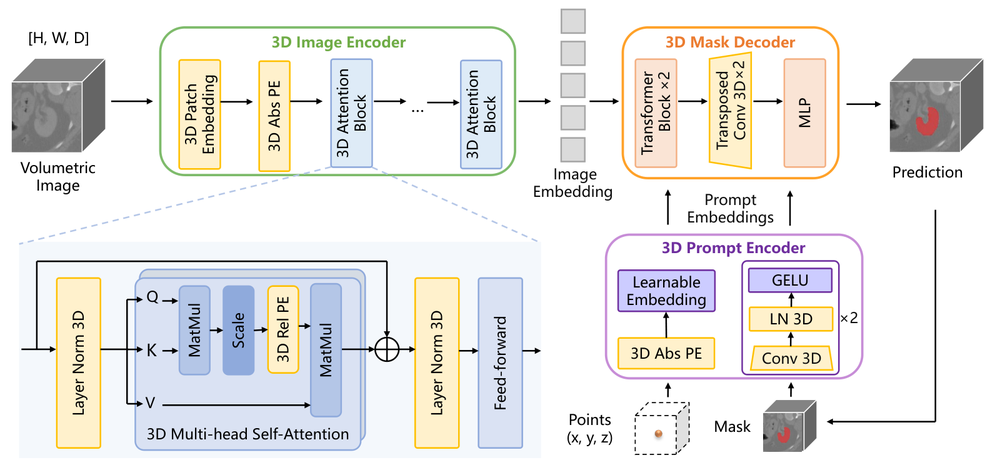 [H, W, D]
Volumetric
Image
3D Image Encoder
3D Patch
Embedding
3D Abs PE
3D Attention
Block
...
3D Attention
Block
Image
Embedding
3D Mask Decoder
Transformer
Block ×2
Transposed
Conv 3D×2
MLP
Prediction
Prompt
Embeddings
3D Prompt Encoder
Learnable
Embedding
3D Abs PE
GELU
LN 3D
Conv 3D
×2
Points
(x, y, z)
Mask
Layer Norm 3D
Q
K
V
MatMul
Scale
3D Rel PE
MatMul
3D Multi-head Self-Attention
Layer Norm 3D
Feed-forward